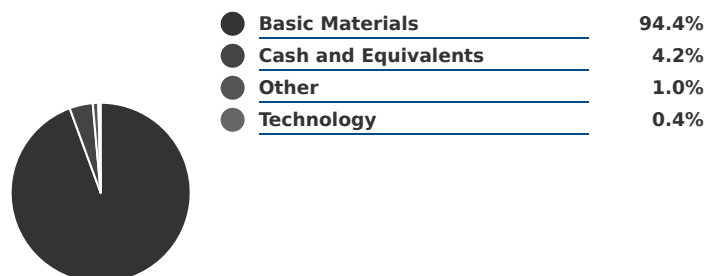 Basic Materials 94.4%
Cash and Equivalents 4.2%
Other 1.0%
Technology 0.4%